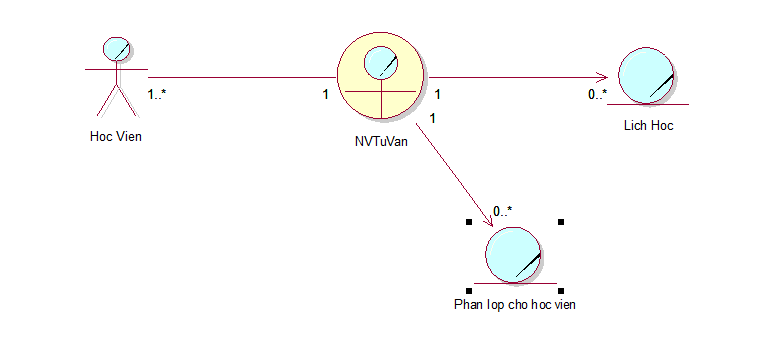 1..*
1
1
0..*
1
Hoc Vien
NVTuVan
Lich Hoc
0..*
Phan lop cho hoc vien